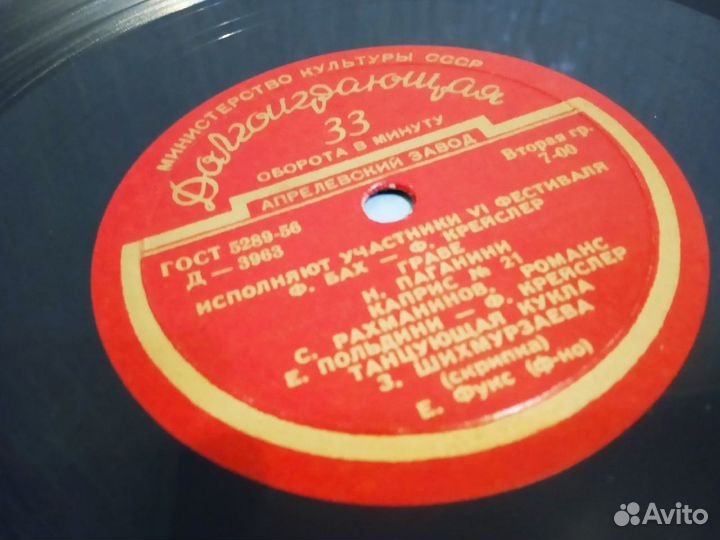 МИНИСТЕРСТВО КУЛЬТУРЫ СССР
Долгоиграющая
33
ОБОРОТА В МИНУТУ
АПРЕЛЕВСКИЙ ЗАВОД
ГОСТ 5289-56
Д — 3963
Вторая гр.
7-00
ИСПОЛНЯЮТ УЧАСТНИКИ VI ФЕСТИВАЛЯ
Ф. БАХ — Ф. КРЕЙСЛЕР
ГРАВЕ
Н. ПАГАНИНИ
КАПРИС № 21
С. РАХМАНИНОВ, РОМАНС
Е. ПОЛЬДИНИ — Ф. КРЕЙСЛЕР
ТАНЦУЮЩАЯ КУКЛА
З. ШИХМУРЗАЕВА
(скрипка)
Е. Фукс (ф-но)
Avito